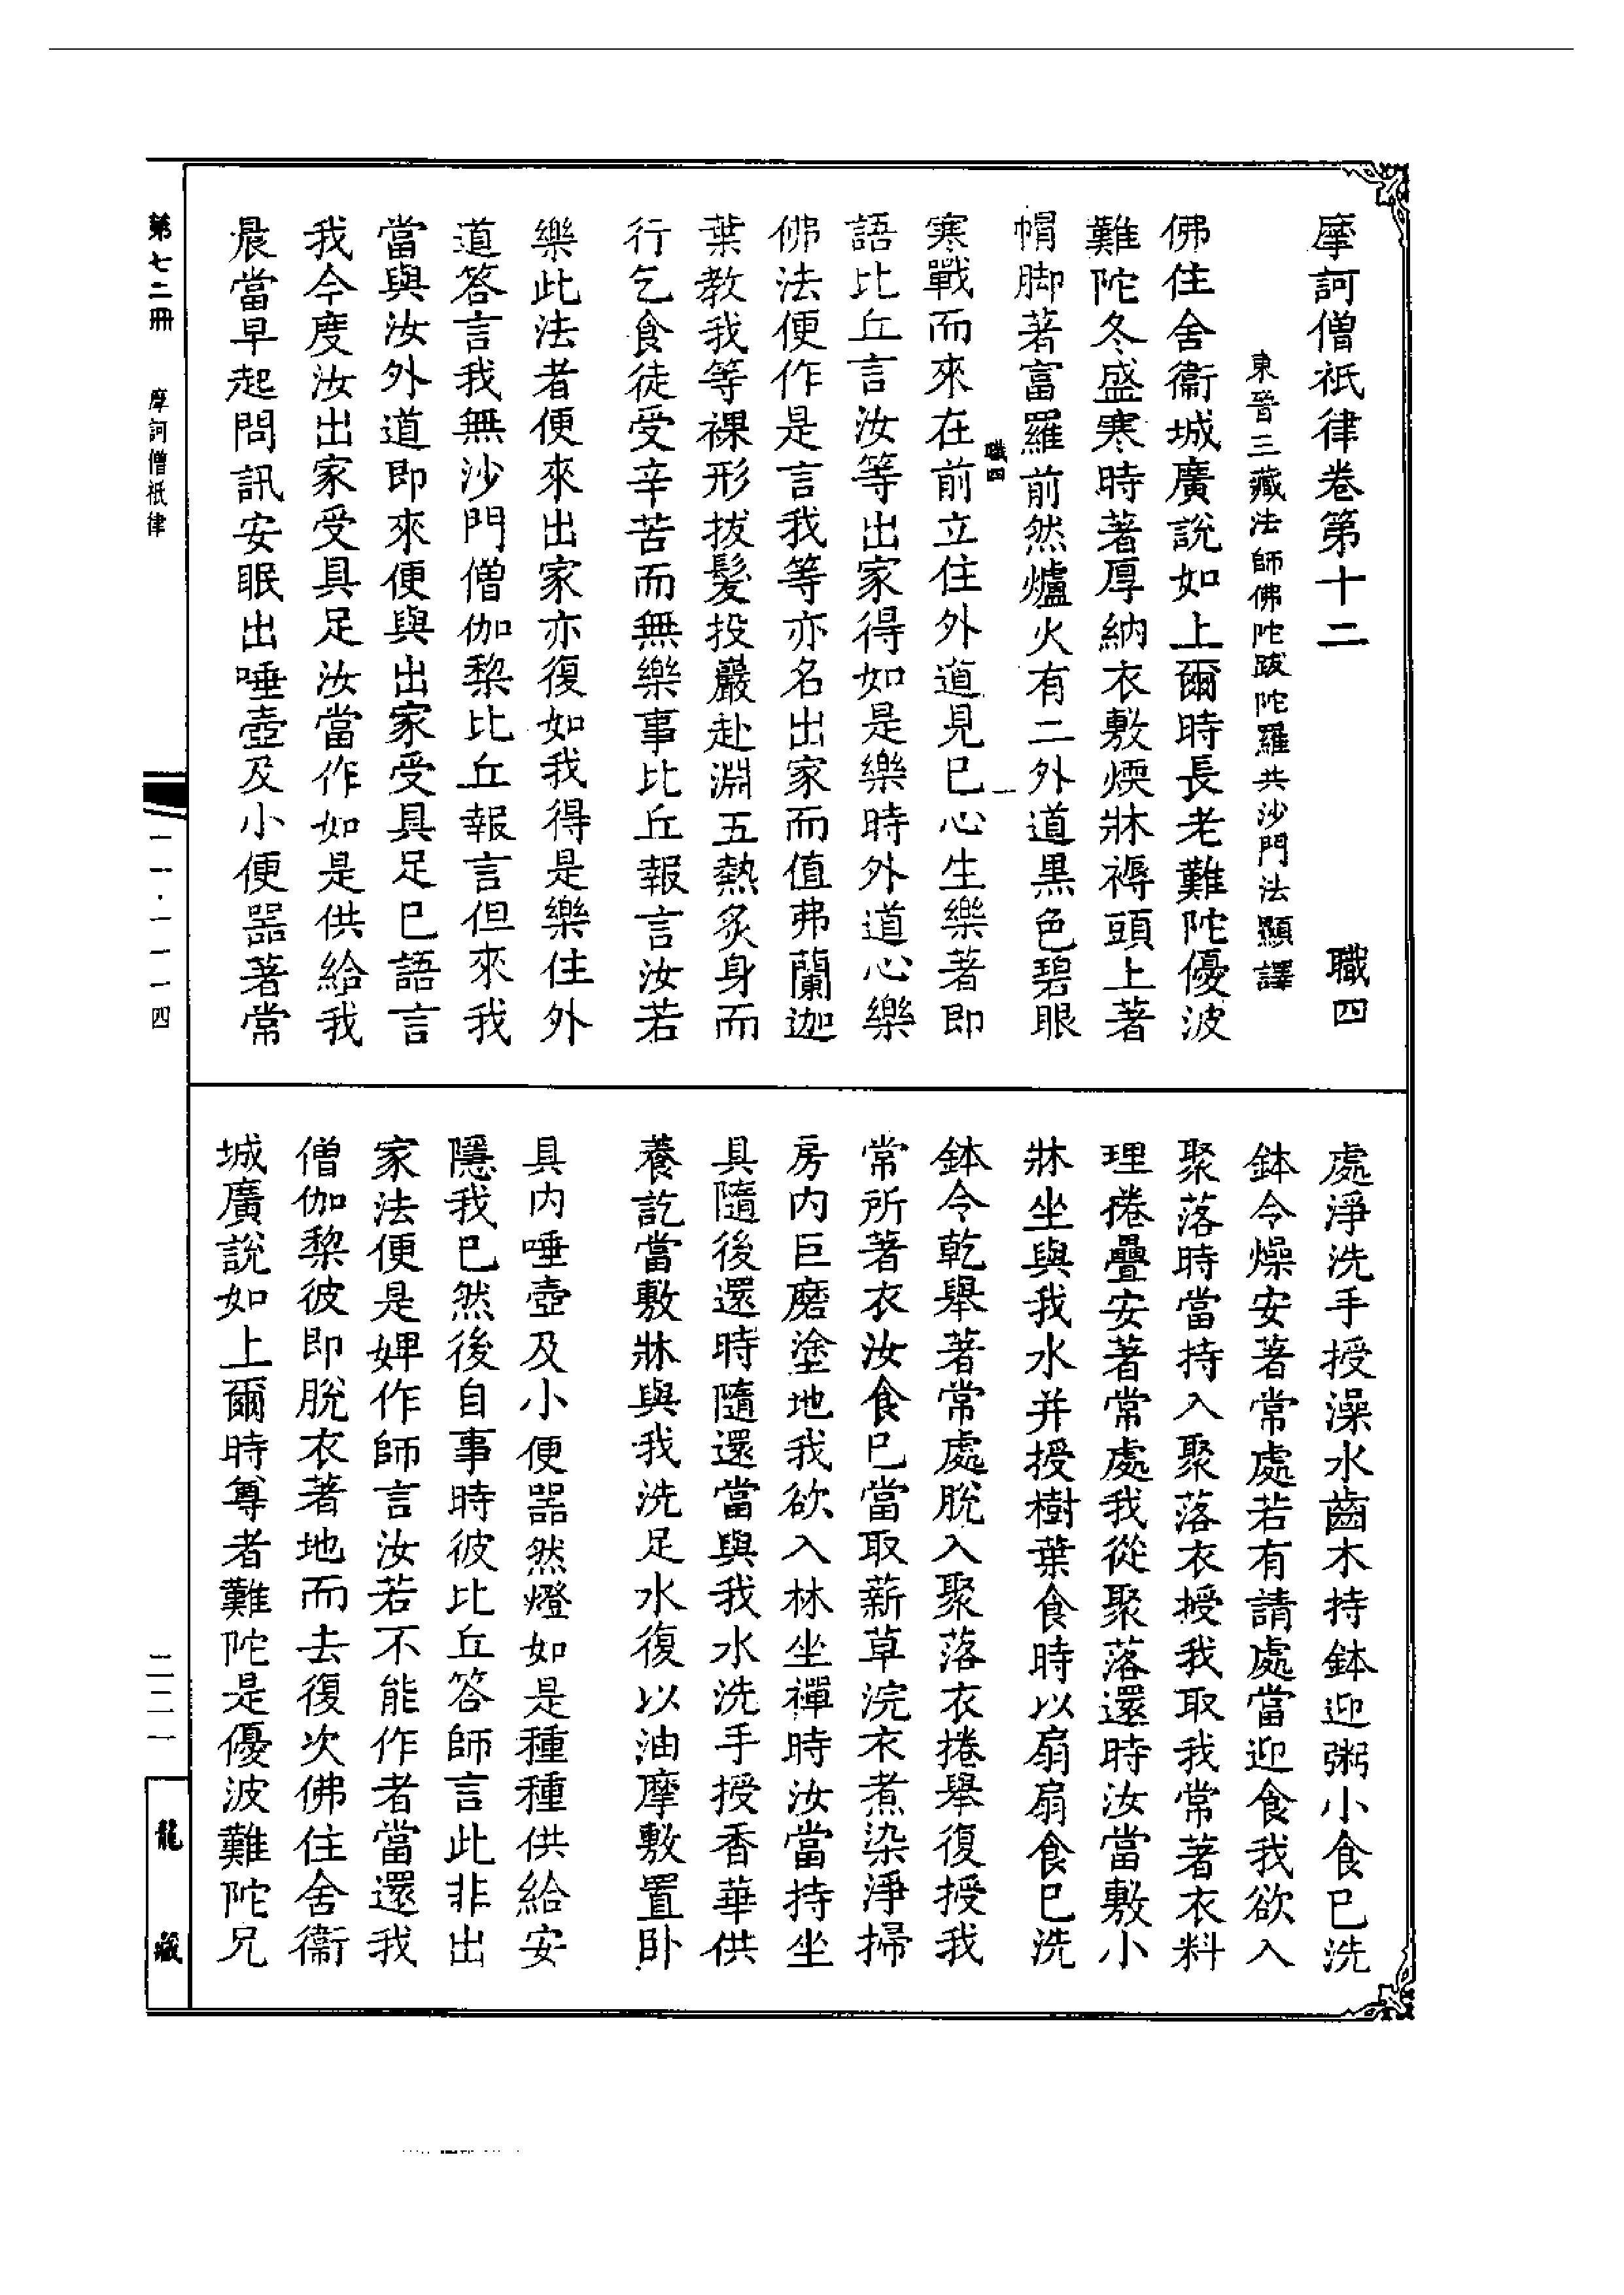 摩訶僧祇律卷第十二　職四
東晉三藏法師佛陀跋陀羅共沙門法顯譯
佛住舍衞城廣說如上爾時長老難陀優波
難陀冬盛寒時著厚納衣敷煗牀褥頭上著
帽脚著富羅前然爐火有二外道黑色碧眼
職四　一
寒戰而來在前立住外道見巳心生樂著即
語比丘言汝等出家得如是樂時外道心樂
佛法便作是言我等亦名出家而值弗蘭迦
葉教我等裸形拔髮投巖赴淵五熱炙身而
行乞食徒受辛苦而無樂事比丘報言汝若
樂此法者便來出家亦復如我得是樂住外
道答言我無沙門僧伽棃比丘報言但來我
當與汝外道即來便與出家受具足巳語言
我今度汝出家受具足汝當作如是供給我
晨當早起問訊安眠出唾壺及小便器著常
處淨洗手授澡水齒木持鉢迎粥小食巳洗
鉢令燥安著常處若有請處當迎食我欲入
聚落時當持入聚落衣授我取我常著衣料
理捲疊安著常處我從聚落還時汝當敷小
牀坐與我水并授樹葉食時以扇扇食巳洗
鉢令乾舉著常處脫入聚落衣捲舉復授我
常所著衣汝食巳當取薪草浣衣煮染淨掃
房内巨磨塗地我欲入林坐禪時汝當持坐
具隨後還時隨還當與我水洗手授香華供
養訖當敷牀與我洗足水復以油摩敷置卧
具内唾壺及小便器然燈如是種種供給安
隱我巳然後自事時彼比丘答師言此非出
家法便是婢作師言汝若不能作者當還我
僧伽棃彼即脫衣著地而去復次佛住舍衞
城廣說如上爾時尊者難陀是優波難陀兄
第七二冊　摩訶僧祇律　一一·一一一四　二二一　龍藏